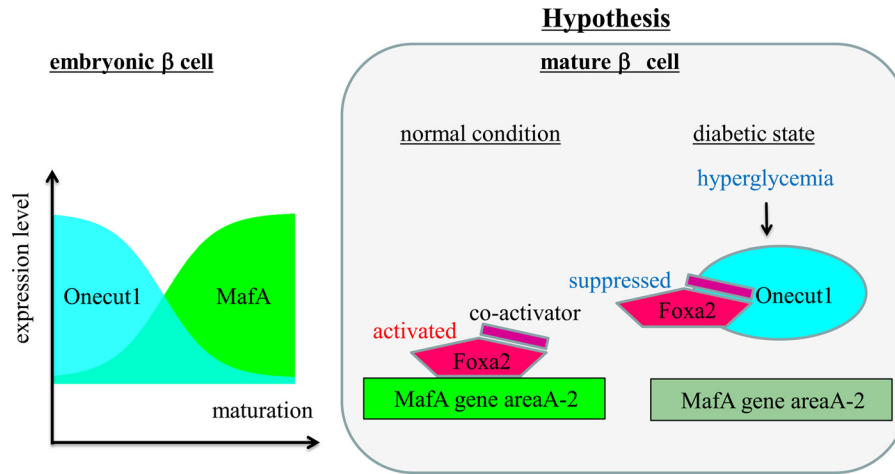 Hypothesis
embryonic β cell
mature β cell
normal condition
diabetic state
hyperglycemia
expression level
Onecut1
MafA
maturation
activated
co-activator
Foxa2
MafA gene areaA-2
suppressed
Foxa2
Onecut1
MafA gene areaA-2